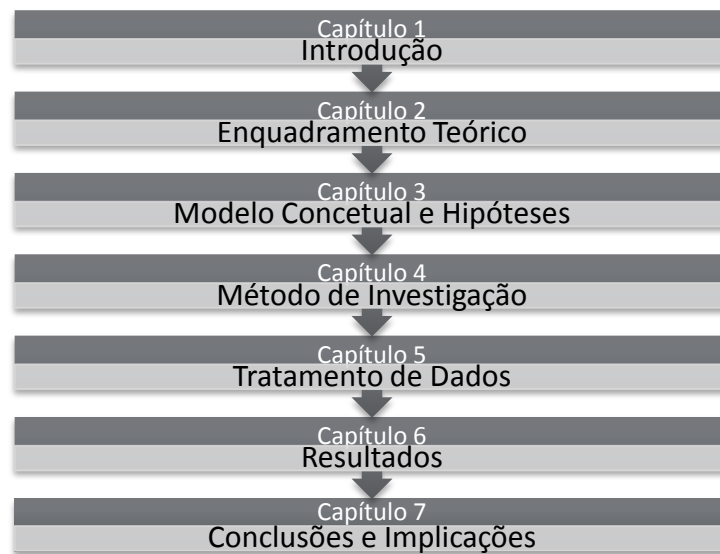 Capítulo 1
Introdução
Capítulo 2
Enquadramento Teórico
Capítulo 3
Modelo Concetual e Hipóteses
Capítulo 4
Método de Investigação
Capítulo 5
Tratamento de Dados
Capítulo 6
Resultados
Capítulo 7
Conclusões e Implicações